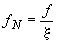 f_N = f / ξ